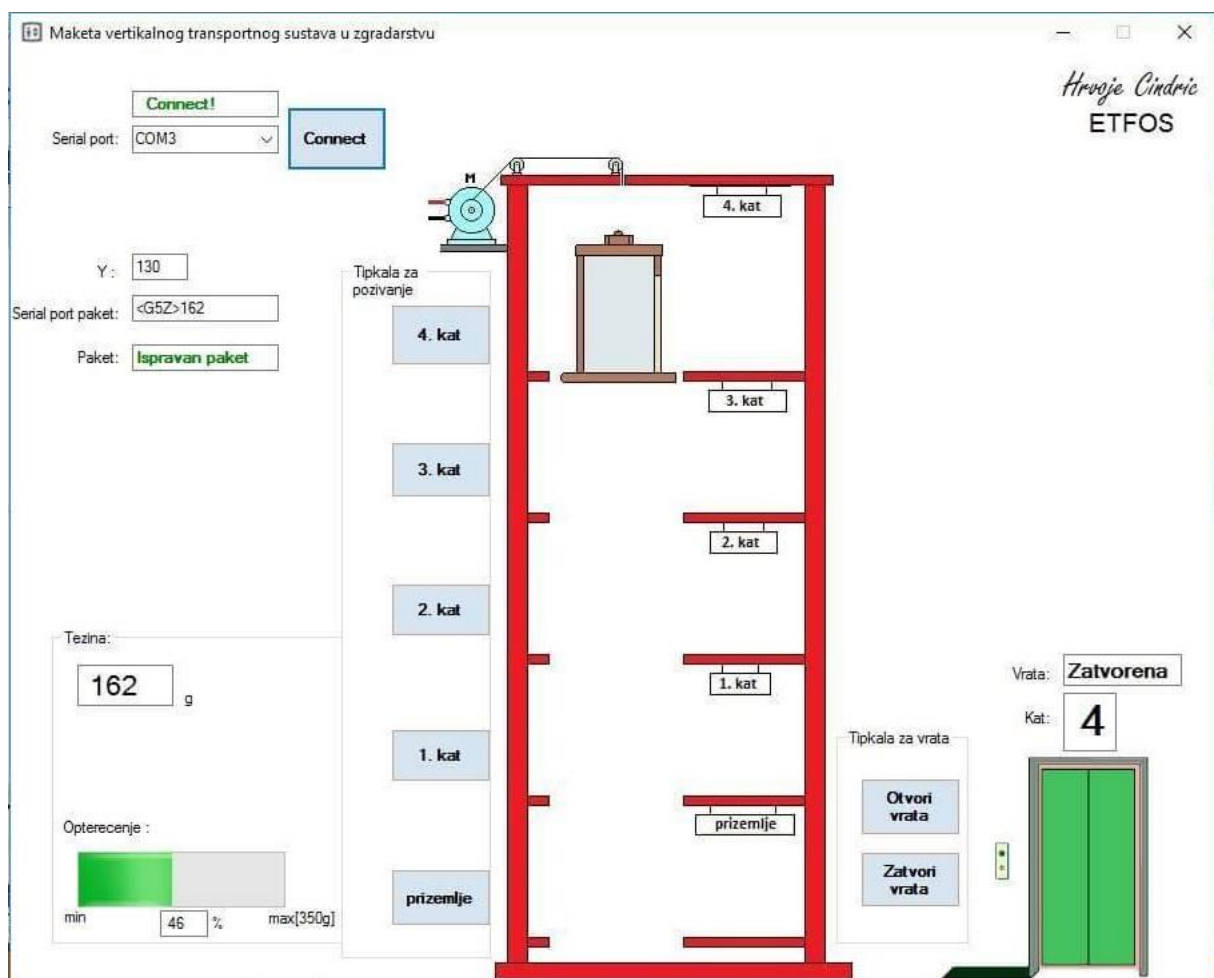 Maketa vertikalnog transportnog sustava u zgradarstvu
Hrvoje Cindric
ETFOS
Connect!
Serial port:
COM3
Connect
M
4. kat
Y :
130
Serial port paket:
<G5Z>162
Paket:
Ispravan paket
Tipkala za
pozivanje
4. kat
3. kat
3. kat
2. kat
2. kat
1. kat
Tezina:
162
g
1. kat
prizemlje
Opterecenje :
min
46
%
max[350g]
prizemlje
Vrata:
Zatvorena
Kat:
4
Tipkala za vrata
Otvori
vrata
Zatvori
vrata